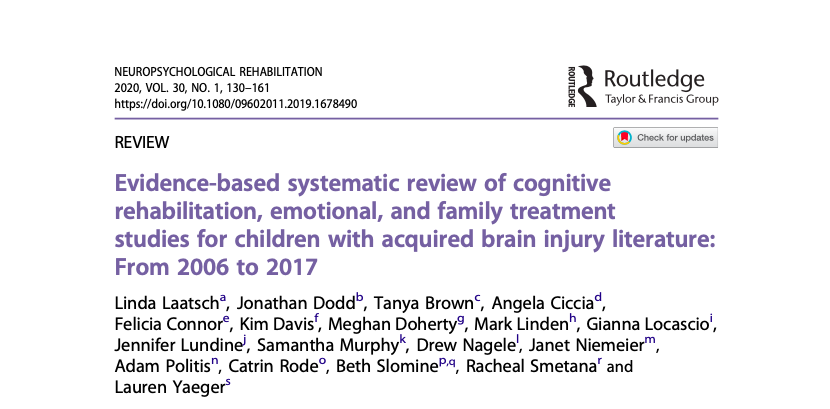 NEUROPSYCHOLOGICAL REHABILITATION
2020, VOL. 30, NO. 1, 130–161
https://doi.org/10.1080/09602011.2019.1678490
ROUTLEDGE
Routledge
Taylor & Francis Group
REVIEW
Check for updates
Evidence-based systematic review of cognitive
rehabilitation, emotional, and family treatment
studies for children with acquired brain injury literature:
From 2006 to 2017
Linda Laatschᵃ, Jonathan Doddᵇ, Tanya Brownᶜ, Angela Cicciaᵈ,
Felicia Connorᵉ, Kim Davisᶠ, Meghan Dohertyᵍ, Mark Lindenʰ, Gianna Locascioⁱ,
Jennifer Lundineʲ, Samantha Murphyᵏ, Drew Nageleˡ, Janet Niemeierᵐ,
Adam Politisⁿ, Catrin Rodeᵒ, Beth Slomineᵖ,q, Racheal Smetanaʳ and
Lauren Yaegerˢ